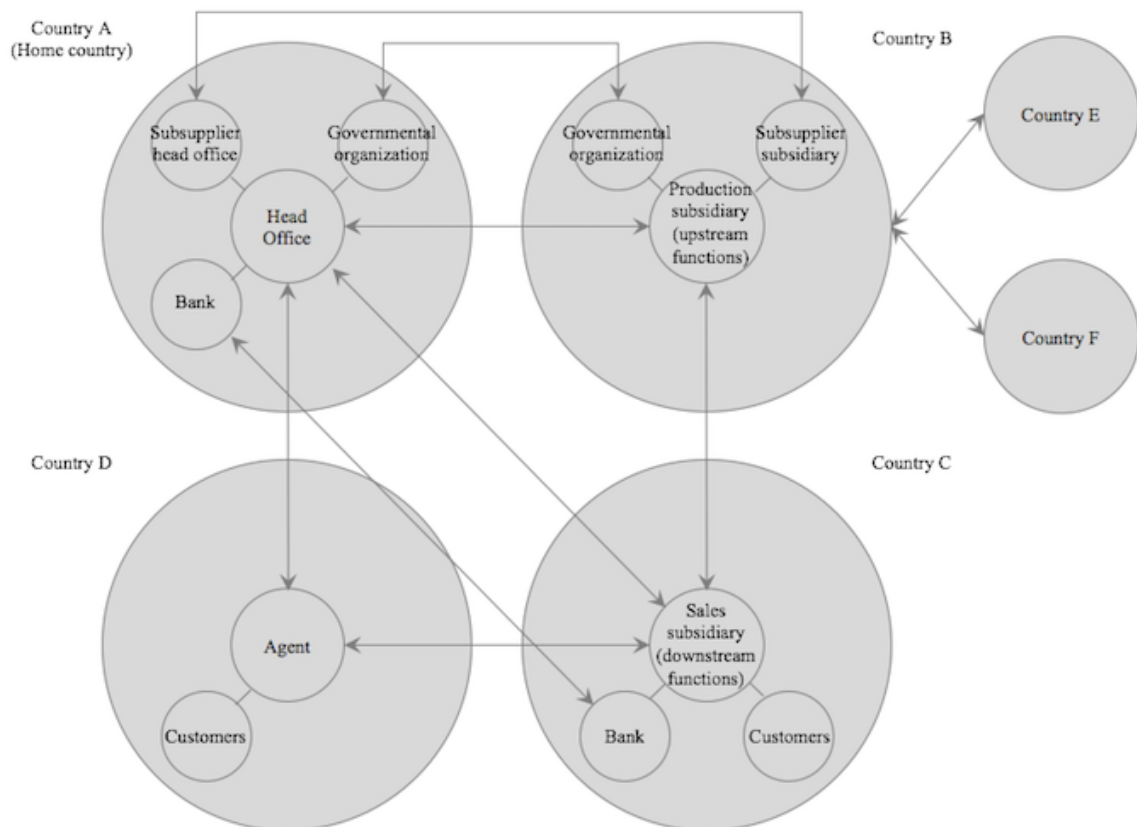 Country A
(Home country)
Country B
Subsupplier
head office
Governmental
organization
Governmental
organization
Subsupplier
subsidiary
Country E
Head
Office
Production
subsidiary
(upstream
functions)
Bank
Country F
Country D
Country C
Agent
Sales
subsidiary
(downstream
functions)
Customers
Bank
Customers